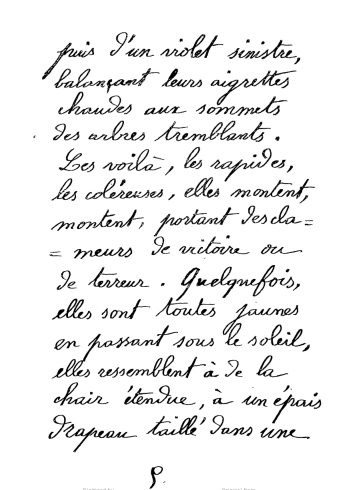 puis d'un violet sinistre,
balançant leurs aigrettes
chaudes aux sommets
des arbres tremblants.
Les voilà, les rapides,
les coléreuses, elles montent,
montent, portant des cla=
= meurs de victoire ou
de terreur. Quelquefois,
elles sont toutes jaunes
en passant sous le soleil,
elles ressemblent à de la
chair étendue, à un épais
drapeau taillé dans une